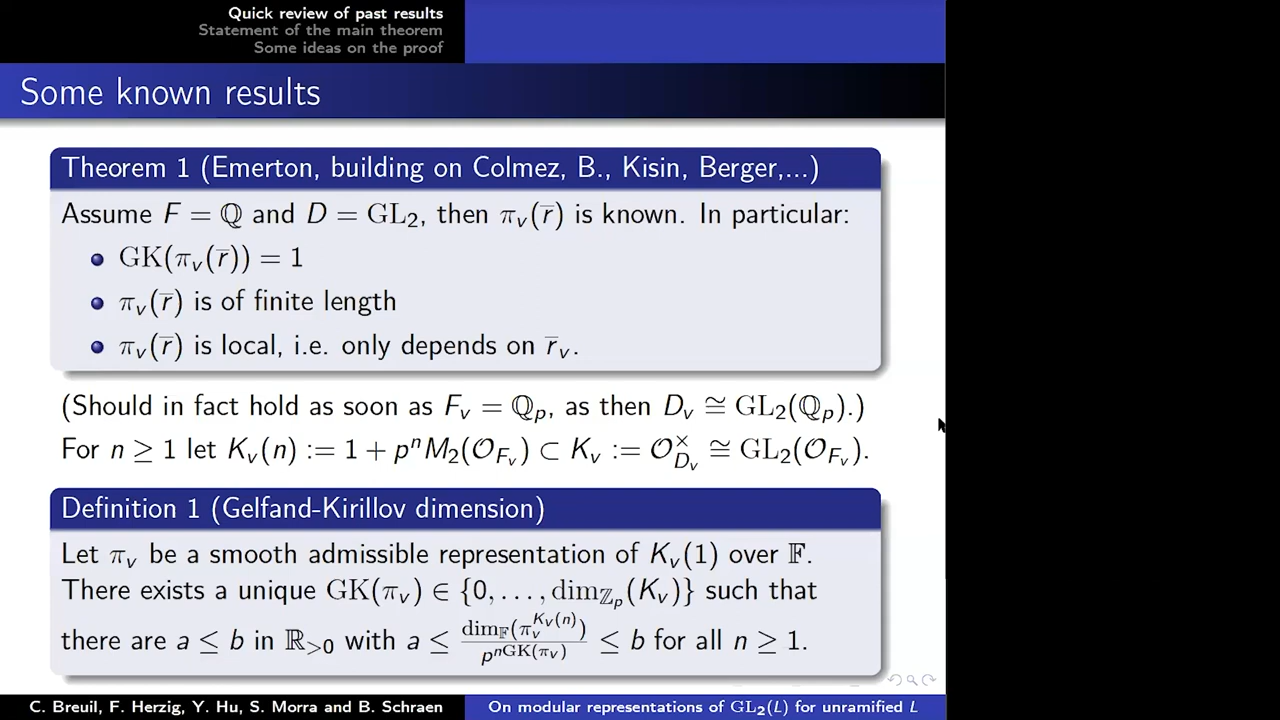 Quick review of past results
Statement of the main theorem
Some ideas on the proof
Some known results
Theorem 1 (Emerton, building on Colmez, B., Kisin, Berger,...)
Assume F = ℚ and D = GL₂, then π_v(r̅) is known. In particular:
GK(π_v(r̅)) = 1
π_v(r̅) is of finite length
π_v(r̅) is local, i.e. only depends on r̅_v.
(Should in fact hold as soon as F_v = ℚ_p, as then D_v ≅ GL₂(ℚ_p).)
For n ≥ 1 let K_v(n) := 1 + pⁿM₂(𝒪_{F_v}) ⊂ K_v := 𝒪_{D_v}^× ≅ GL₂(𝒪_{F_v}).
Definition 1 (Gelfand-Kirillov dimension)
Let π_v be a smooth admissible representation of K_v(1) over 𝔽.
There exists a unique GK(π_v) ∈ {0, . . . , dim_{ℤ_p}(K_v)} such that
there are a ≤ b in ℝ_{>0} with a ≤ dim_𝔽(π_v^{K_v(n)}) / p^{nGK(π_v)} ≤ b for all n ≥ 1.
C. Breuil, F. Herzig, Y. Hu, S. Morra and B. Schraen
On modular representations of GL₂(L) for unramified L